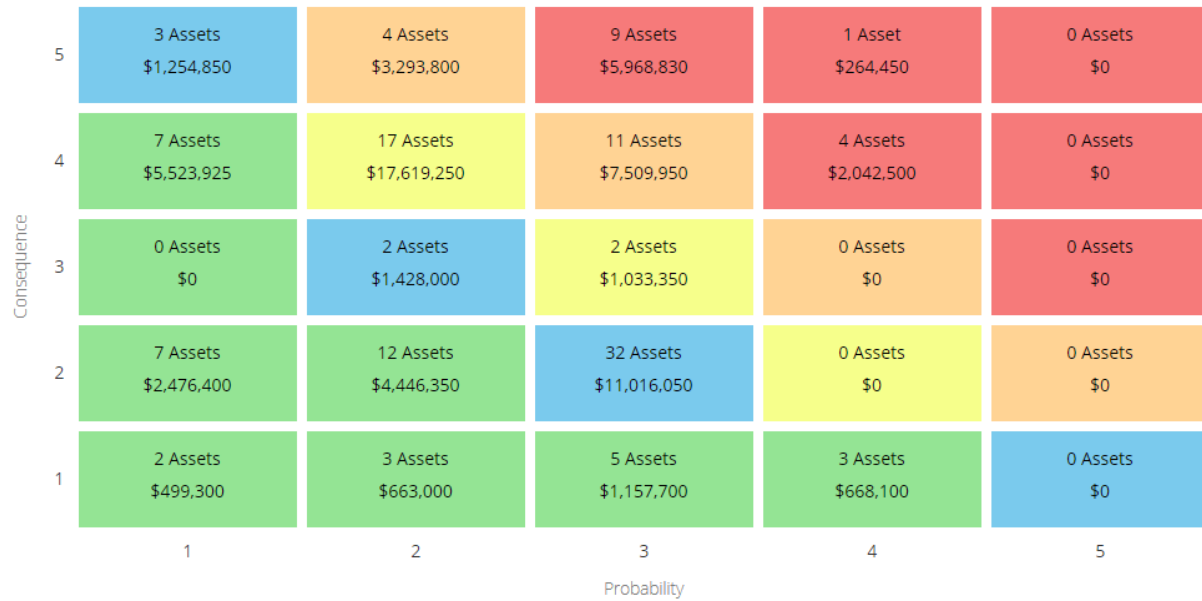 3 Assets
$1,254,850
4 Assets
$3,293,800
9 Assets
$5,968,830
1 Asset
$264,450
0 Assets
$0
5
7 Assets
$5,523,925
17 Assets
$17,619,250
11 Assets
$7,509,950
4 Assets
$2,042,500
0 Assets
$0
4
0 Assets
$0
2 Assets
$1,428,000
2 Assets
$1,033,350
0 Assets
$0
0 Assets
$0
3
Consequence
7 Assets
$2,476,400
12 Assets
$4,446,350
32 Assets
$11,016,050
0 Assets
$0
0 Assets
$0
2
2 Assets
$499,300
3 Assets
$663,000
5 Assets
$1,157,700
3 Assets
$668,100
0 Assets
$0
1
1 2 3 4 5
Probability